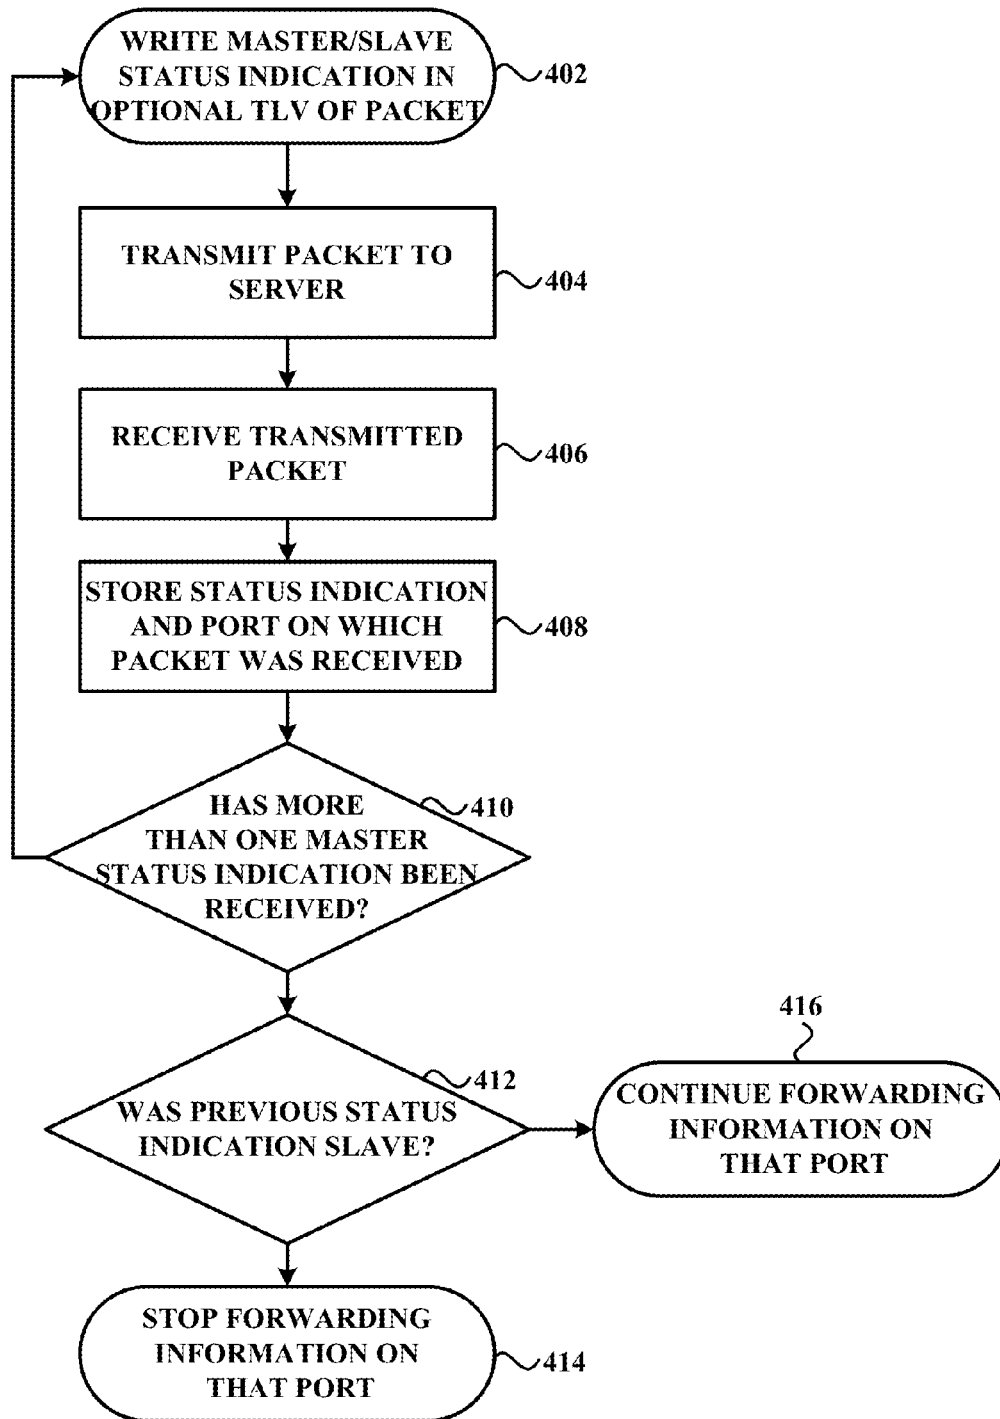 WRITE MASTER/SLAVE
STATUS INDICATION IN
OPTIONAL TLV OF PACKET
402
TRANSMIT PACKET TO
SERVER
404
RECEIVE TRANSMITTED
PACKET
406
STORE STATUS INDICATION
AND PORT ON WHICH
PACKET WAS RECEIVED
408
HAS MORE
THAN ONE MASTER
STATUS INDICATION BEEN
RECEIVED?
410
WAS PREVIOUS STATUS
INDICATION SLAVE?
412
416
CONTINUE FORWARDING
INFORMATION ON
THAT PORT
STOP FORWARDING
INFORMATION ON
THAT PORT
414